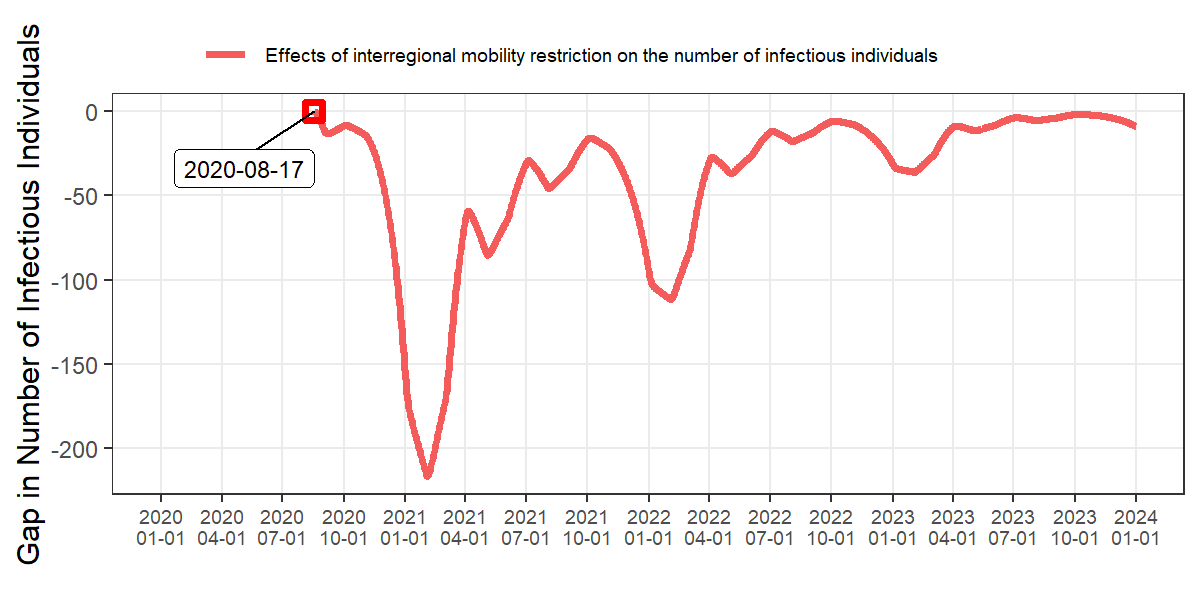 Effects of interregional mobility restriction on the number of infectious individuals
Gap in Number of Infectious Individuals
0
-50
-100
-150
-200
2020-08-17
2020 2020 2020 2020 2021 2021 2021 2021 2022 2022 2022 2022 2023 2023 2023 2023 2024
01-01 04-01 07-01 10-01 01-01 04-01 07-01 10-01 01-01 04-01 07-01 10-01 01-01 04-01 07-01 10-01 01-01